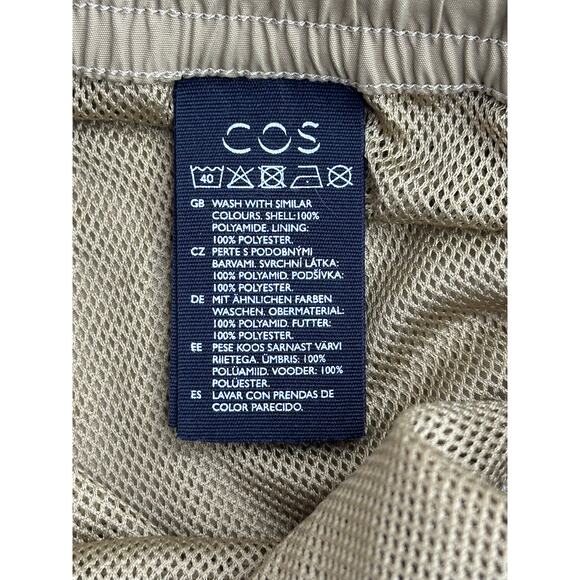 COS
40
GB WASH WITH SIMILAR
COLOURS. SHELL:100%
POLYAMIDE. LINING:
100% POLYESTER.
CZ PERTE S PODOBNÝMI
BARVAMI. SVRCHNÍ LÁTKA:
100% POLYAMID. PODŠÍVKA:
100% POLYESTER.
DE MIT ÄHNLICHEN FARBEN
WASCHEN. OBERMATERIAL:
100% POLYAMID. FUTTER:
100% POLYESTER.
EE PESE KOOS SARNAST VÄRVI
RIIETEGA. ÜMBRIS: 100%
POLÜAMIID. VOODER: 100%
POLÜESTER.
ES LAVAR CON PRENDAS DE
COLOR PARECIDO.